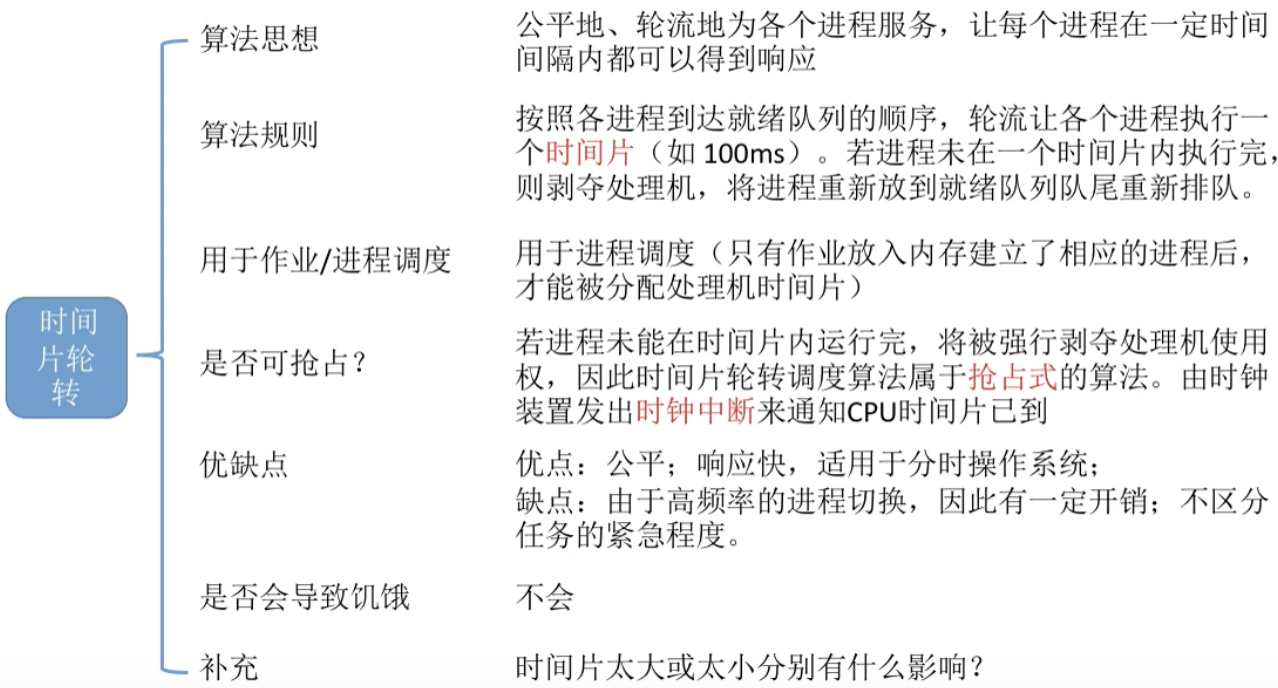 时间
片轮
转
算法思想
公平地、轮流地为各个进程服务，让每个进程在一定时间
间隔内都可以得到响应
算法规则
按照各进程到达就绪队列的顺序，轮流让各个进程执行一
个时间片（如 100ms）。若进程未在一个时间片内执行完，
则剥夺处理机，将进程重新放到就绪队列队尾重新排队。
用于作业/进程调度
用于进程调度（只有作业放入内存建立了相应的进程后，
才能被分配处理机时间片）
是否可抢占？
若进程未能在时间片内运行完，将被强行剥夺处理机使用
权，因此时间片轮转调度算法属于抢占式的算法。由时钟
装置发出时钟中断来通知CPU时间片已到
优缺点
优点：公平；响应快，适用于分时操作系统；
缺点：由于高频率的进程切换，因此有一定开销；不区分
任务的紧急程度。
是否会导致饥饿
不会
补充
时间片太大或太小分别有什么影响？